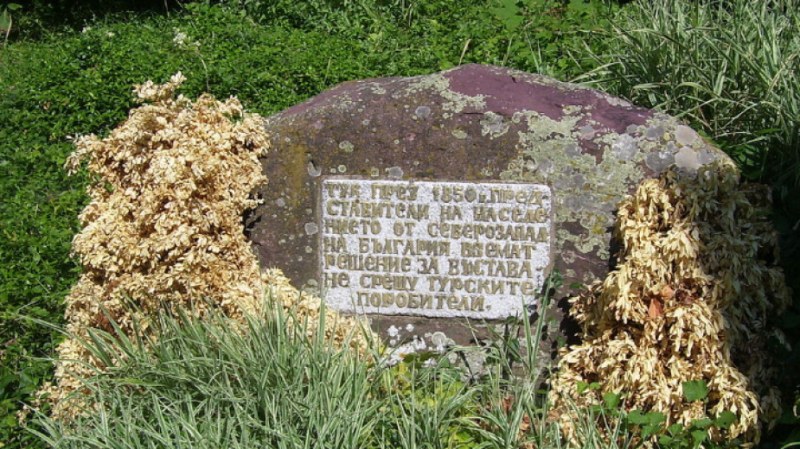 ТУК ПРЕЗ 1850г. ПРЕД
СТАВИТЕЛИ НА НАСЕЛЕ
НИЕТО ОТ СЕВЕРОЗАПАД
НА БЪЛГАРИЯ ВЗЕМАТ
РЕШЕНИЕ ЗА ВЪСТАВА
НЕ СРЕЩУ ТУРСКИТЕ
ПОРОБИТЕЛИ.